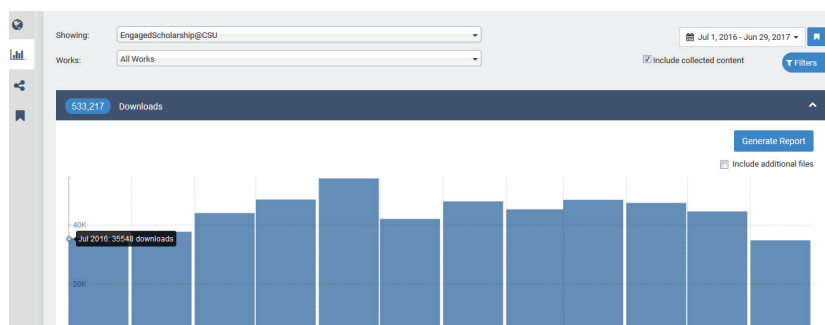 Showing: EngagedScholarship@CSU Jul 1, 2016 - Jun 29, 2017
Works: All Works Include collected content Filters
533,217 Downloads
Generate Report
Include additional files
40K
Jul 2016: 35548 downloads
20K